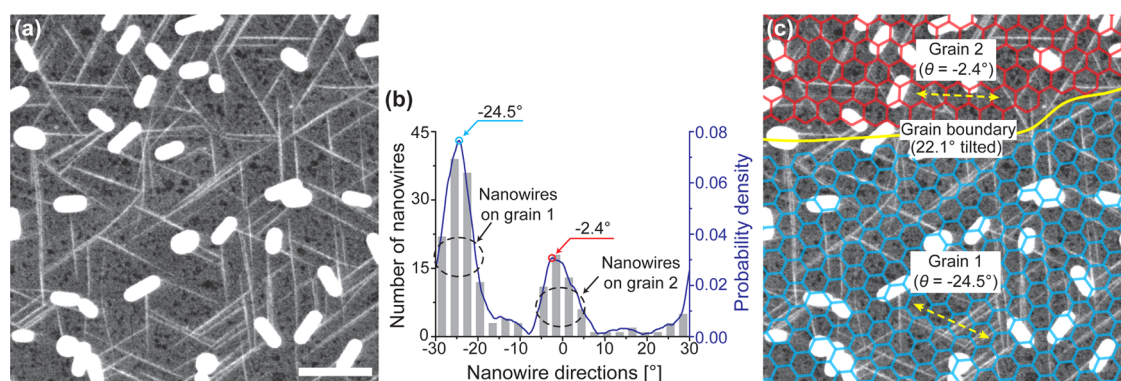 (a)
(b)
-24.5°
45
30
15
0
Number of nanowires
Nanowires
on grain 1
-2.4°
Nanowires
on grain 2
0.08
0.06
0.04
0.02
0.00
Probability density
-30 -20 -10 0 10 20 30
Nanowire directions [°]
(c)
Grain 2
(θ = -2.4°)
Grain boundary
(22.1° tilted)
Grain 1
(θ = -24.5°)